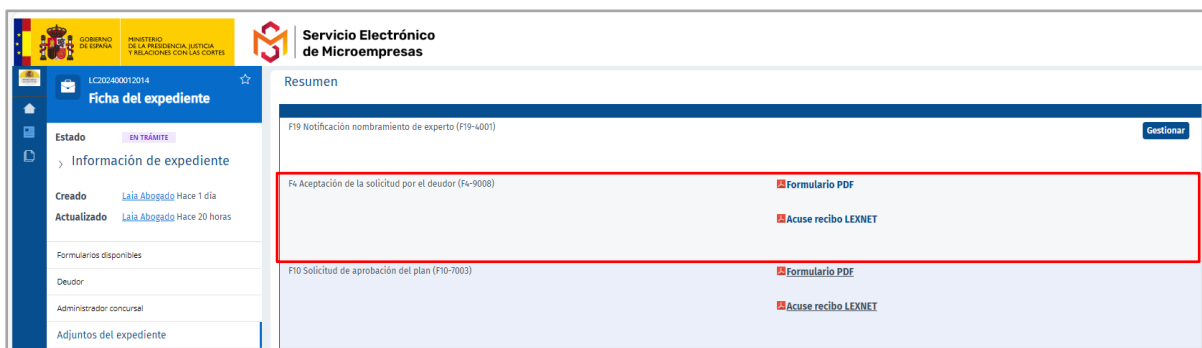 GOBIERNO
DE ESPAÑA
MINISTERIO
DE LA PRESIDENCIA, JUSTICIA
Y RELACIONES CON LAS CORTES
Servicio Electrónico
de Microempresas
LC202400012014
Ficha del expediente
Estado EN TRÁMITE
Información de expediente
Creado Laia Abogado Hace 1 día
Actualizado Laia Abogado Hace 20 horas
Formularios disponibles
Deudor
Administrador concursal
Adjuntos del expediente
Resumen
F19 Notificación nombramiento de experto (F19-4001) Gestionar
F4 Aceptación de la solicitud por el deudor (F4-9008) Formulario PDF
Acuse recibo LEXNET
F10 Solicitud de aprobación del plan (F10-7003) Formulario PDF
Acuse recibo LEXNET